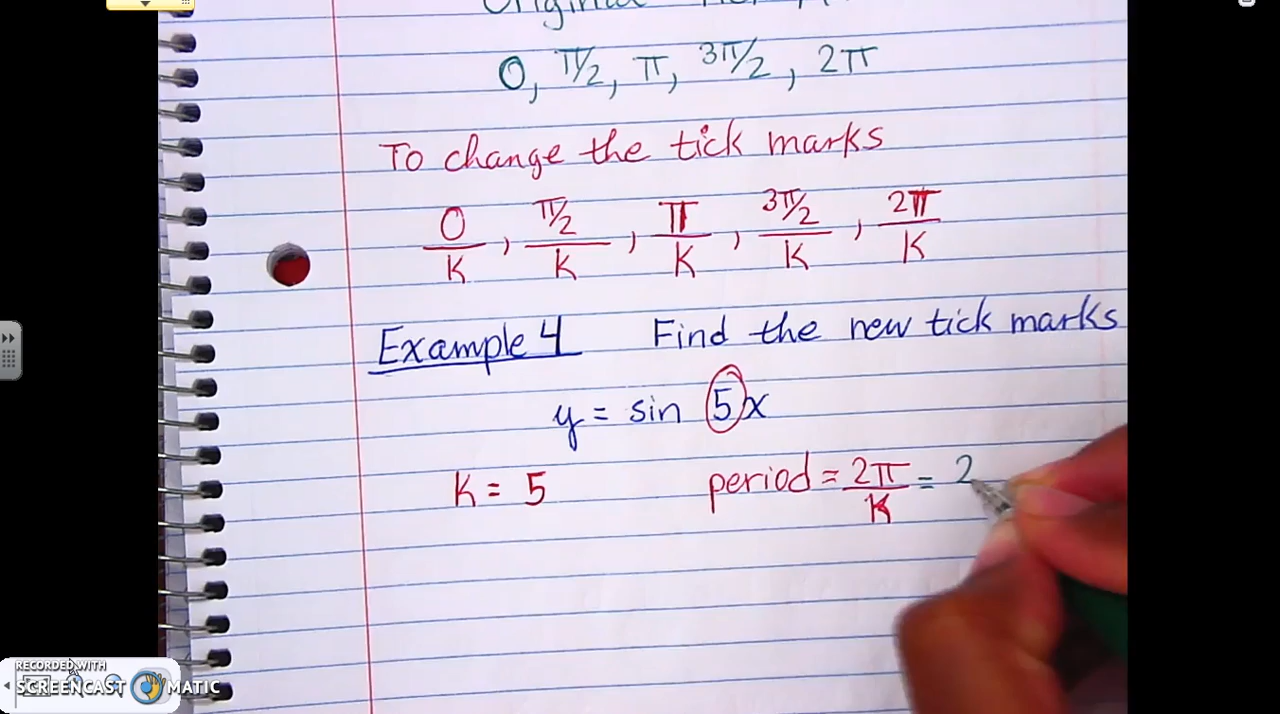 Original
0, π/2, π, 3π/2, 2π
To change the tick marks
0/K, π/2/K, π/K, 3π/2/K, 2π/K
Example 4 Find the new tick marks
y = sin 5x
K = 5 period = 2π/K = 2
RECORDED WITH
SCREENCAST MATIC